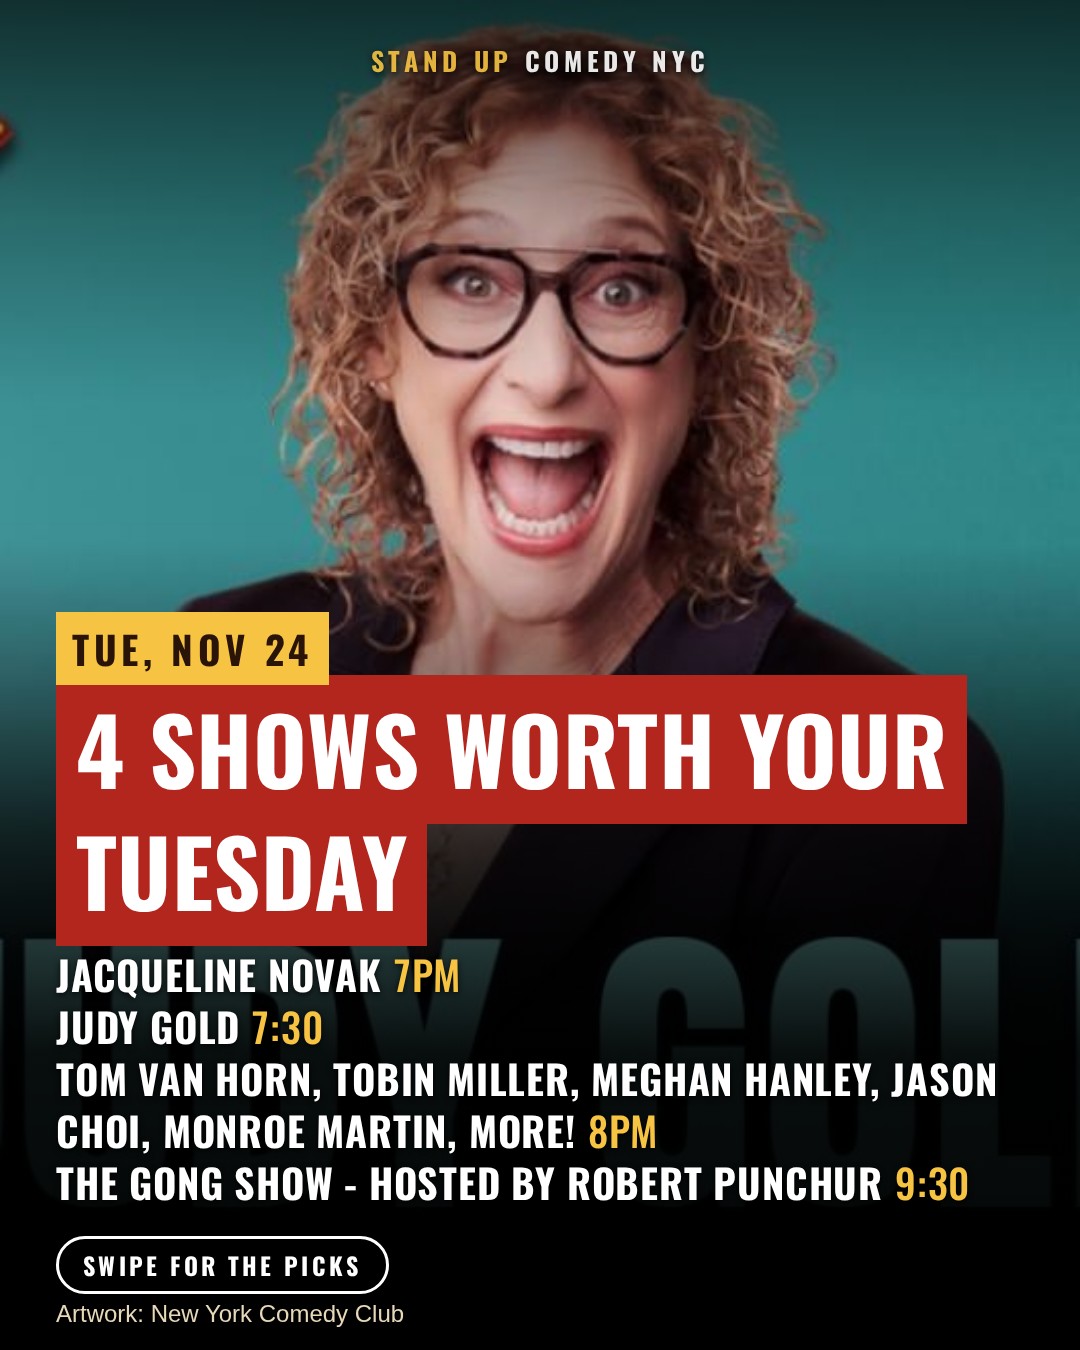 STAND UP COMEDY NYC
TUE, NOV 24
4 SHOWS WORTH YOUR
TUESDAY
JUDY GOL
JACQUELINE NOVAK 7PM
JUDY GOLD 7:30
TOM VAN HORN, TOBIN MILLER, MEGHAN HANLEY, JASON
CHOI, MONROE MARTIN, MORE! 8PM
THE GONG SHOW - HOSTED BY ROBERT PUNCHUR 9:30
SWIPE FOR THE PICKS
Artwork: New York Comedy Club